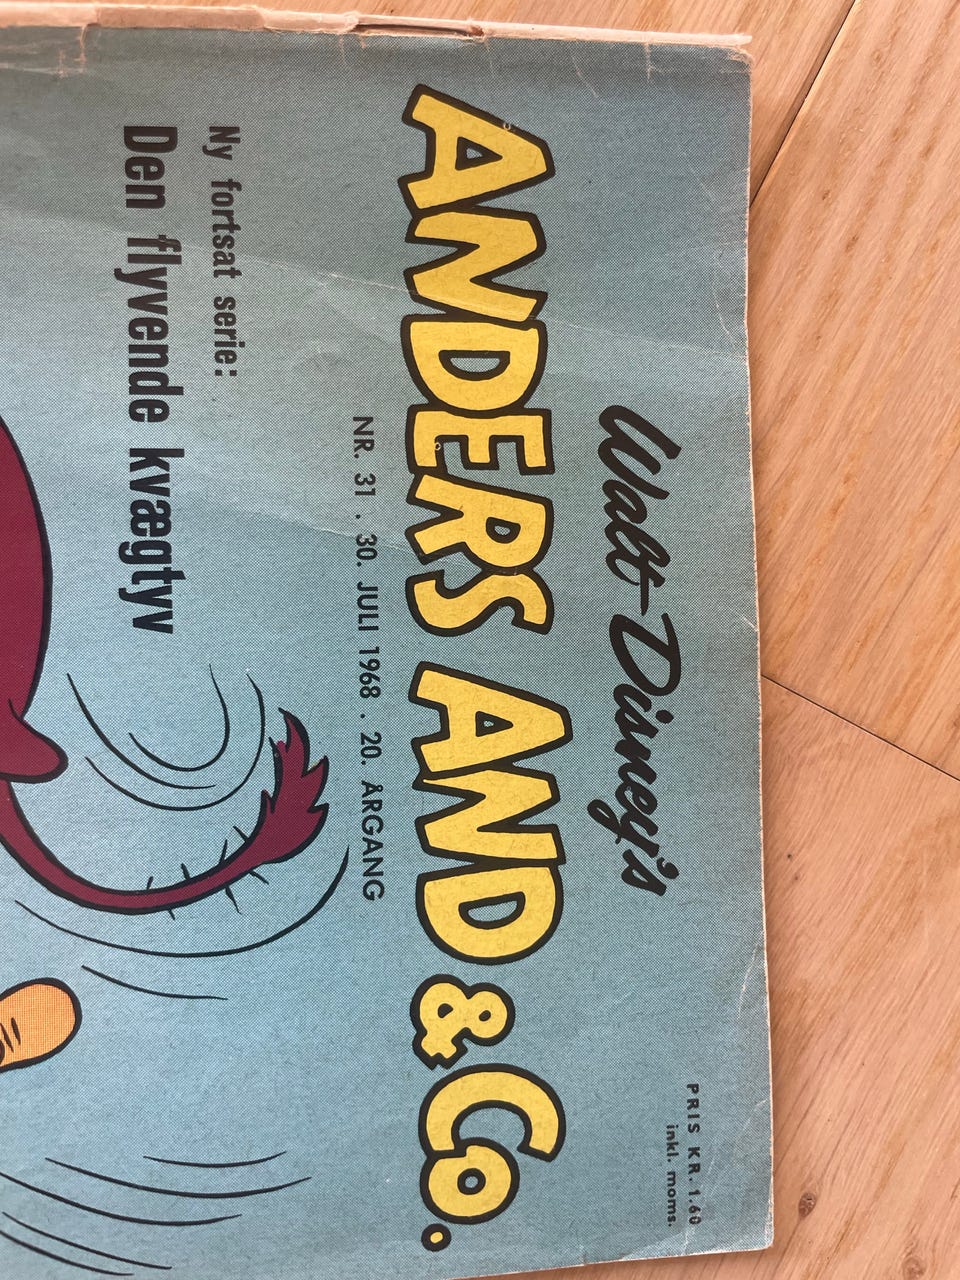 Walt Disney's
PRIS KR. 1.60
inkl. moms.
ANDERS AND & Co.
NR. 31 . 30. JULI 1968 . 20. ÅRGANG
Ny fortsat serie:
Den flyvende kvægtyv